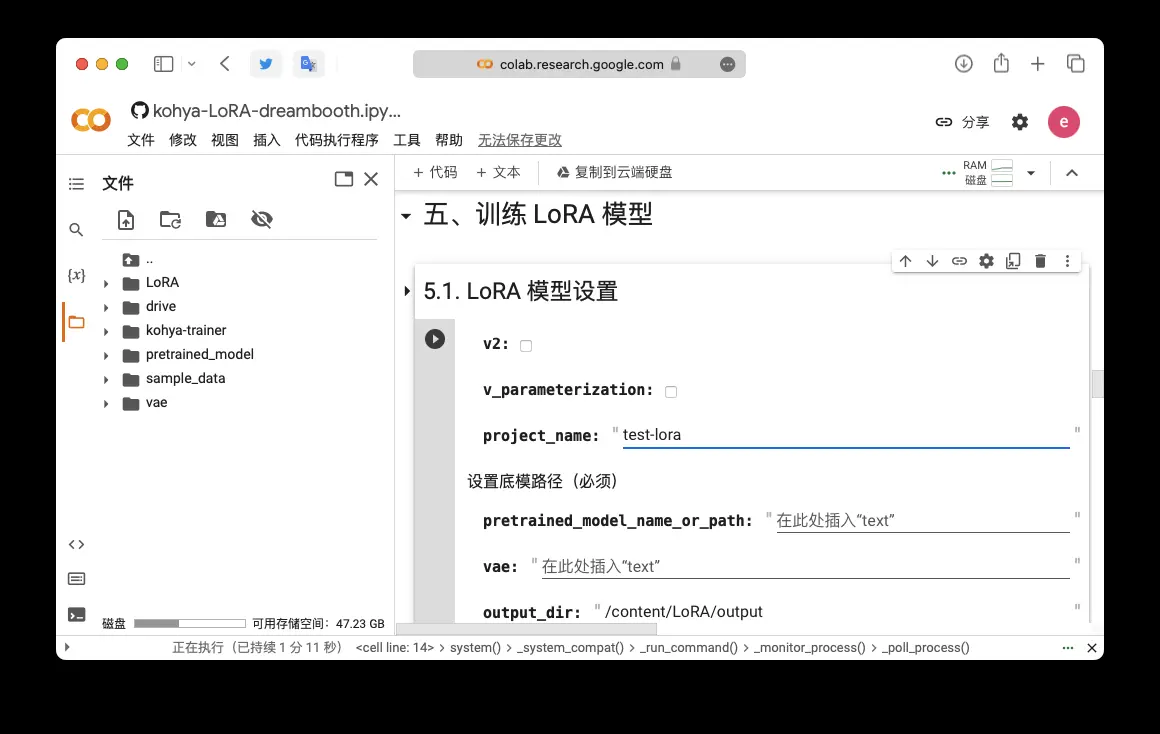 colab.research.google.com
kohya-LoRA-dreambooth.ipy...
文件 修改 视图 插入 代码执行程序 工具 帮助 无法保存更改
分享
e
文件
+ 代码 + 文本 复制到云端硬盘
RAM
磁盘
五、训练 LoRA 模型
..
LoRA
drive
kohya-trainer
pretrained_model
sample_data
vae
{x}
5.1. LoRA 模型设置
v2:
v_parameterization:
project_name: "test-lora"
设置底模路径（必须）
pretrained_model_name_or_path: "在此处插入“text”"
vae: "在此处插入“text”"
output_dir: "/content/LoRA/output"
磁盘 可用存储空间：47.23 GB
正在执行（已持续 1 分 11 秒） <cell line: 14> > system() > _system_compat() > _run_command() > _monitor_process() > _poll_process()